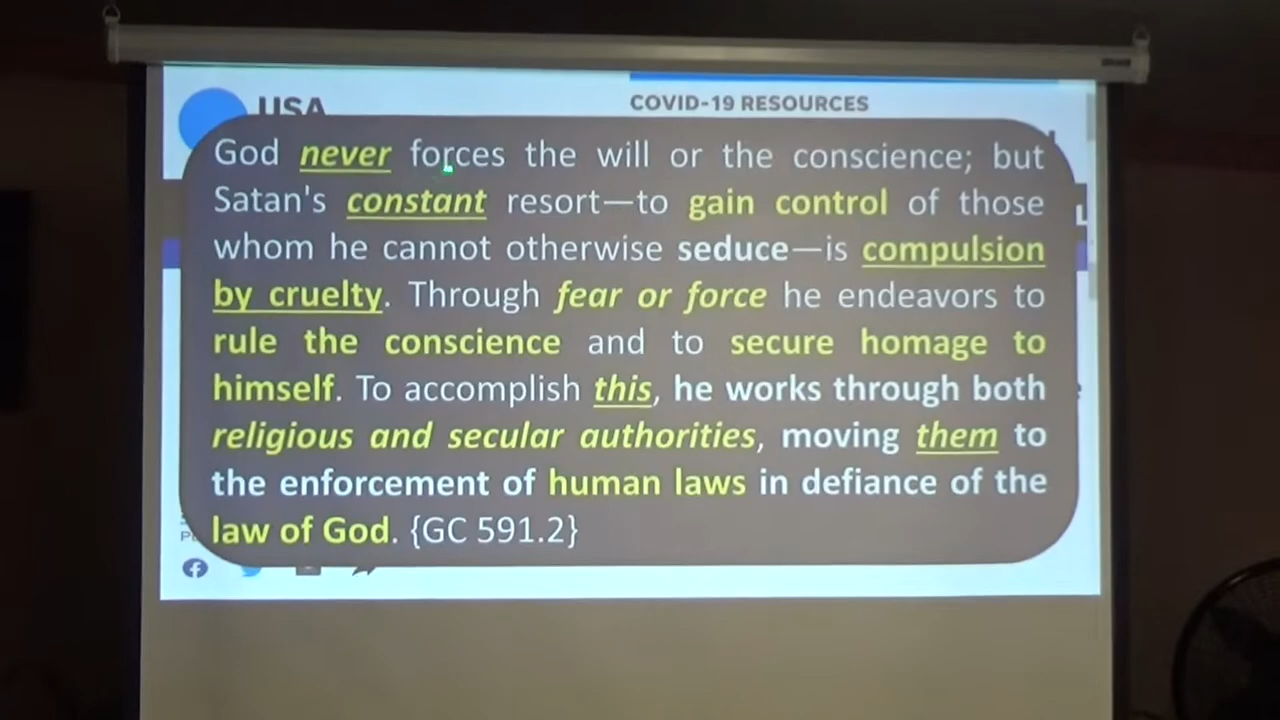 USA
COVID-19 RESOURCES
God never forces the will or the conscience; but
Satan's constant resort—to gain control of those
whom he cannot otherwise seduce—is compulsion
by cruelty. Through fear or force he endeavors to
rule the conscience and to secure homage to
himself. To accomplish this, he works through both
religious and secular authorities, moving them to
the enforcement of human laws in defiance of the
law of God. {GC 591.2}